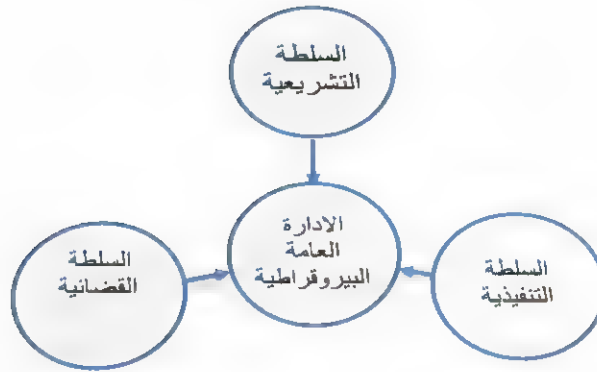 السلطة
التشريعية
الادارة
العامة
البيروقراطية
السلطة
التنفيذية
السلطة
القضائية